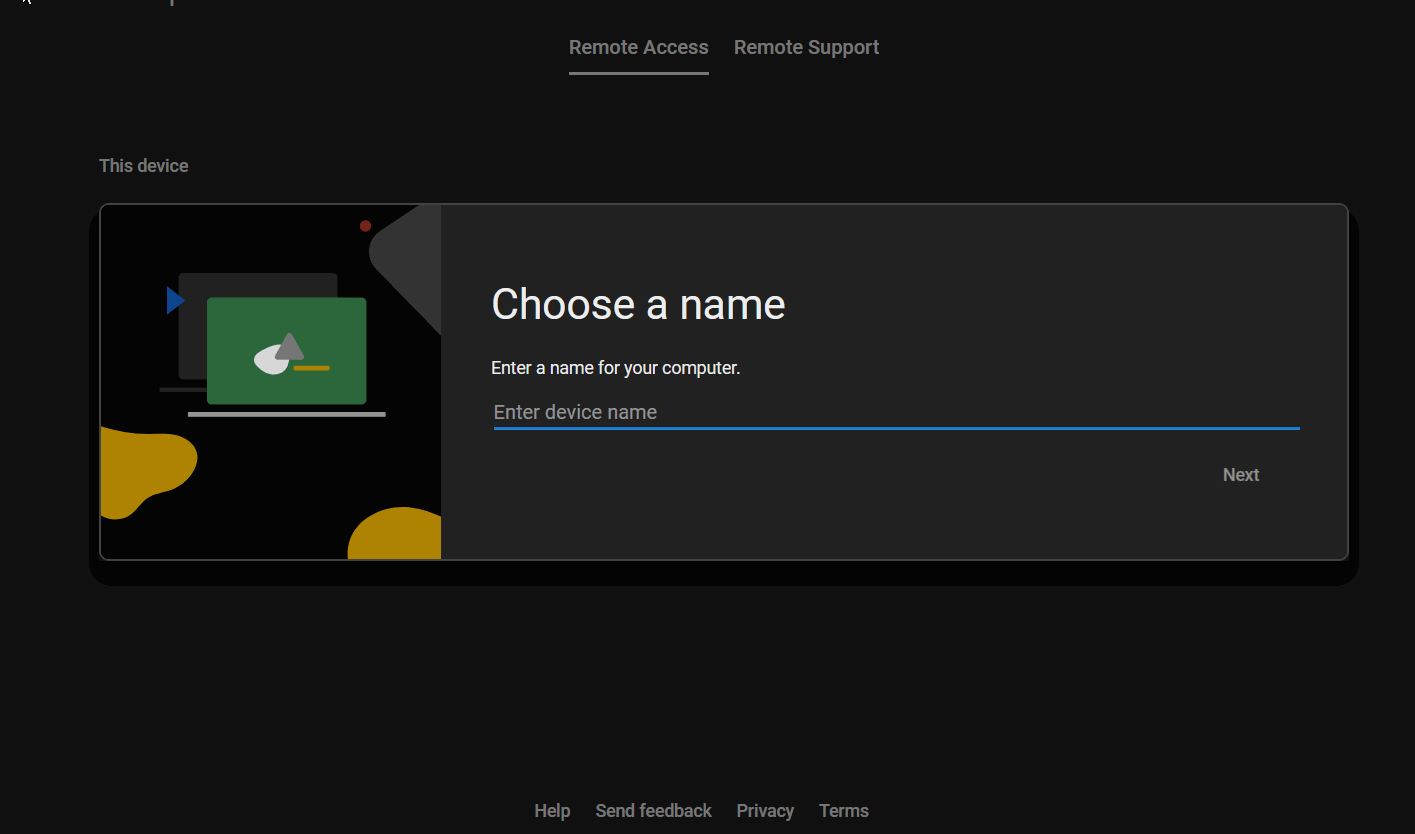 Remote Access Remote Support
This device
Choose a name
Enter a name for your computer.
Enter device name
Next
Help Send feedback Privacy Terms